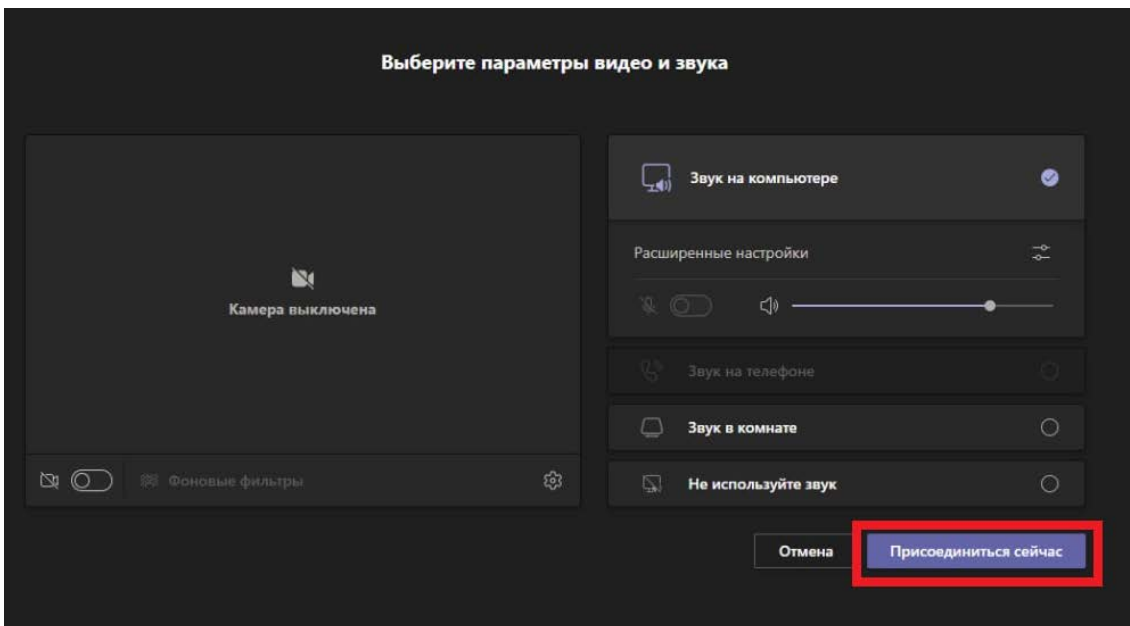 Выберите параметры видео и звука
Камера выключена
Фоновые фильтры
Звук на компьютере
Расширенные настройки
Звук на телефоне
Звук в комнате
Не используйте звук
Отмена
Присоединиться сейчас